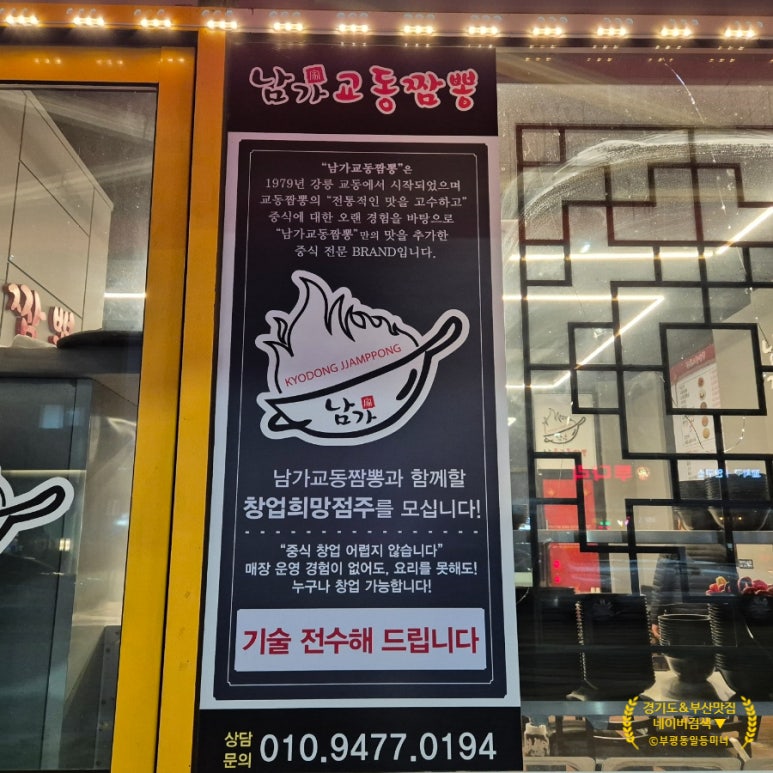 남가교동짬뽕
"남가교동짬뽕"은
1979년 강릉 교동에서 시작되었으며
교동짬뽕의 "전통적인 맛을 고수하고"
중식에 대한 오랜 경험을 바탕으로
"남가교동짬뽕"만의 맛을 추가한
중식 전문 BRAND입니다.
KYODONG JJAMPPONG
남가
남가교동짬뽕과 함께할
창업희망점주를 모십니다!
"중식 창업 어렵지 않습니다"
매장 운영 경험이 없어도, 요리를 못해도!
누구나 창업 가능합니다!
기술 전수해 드립니다
상담
문의 010.9477.0194
짬뽕
경기도&부산맛집
네이버검색▼
©부평동일등미녀